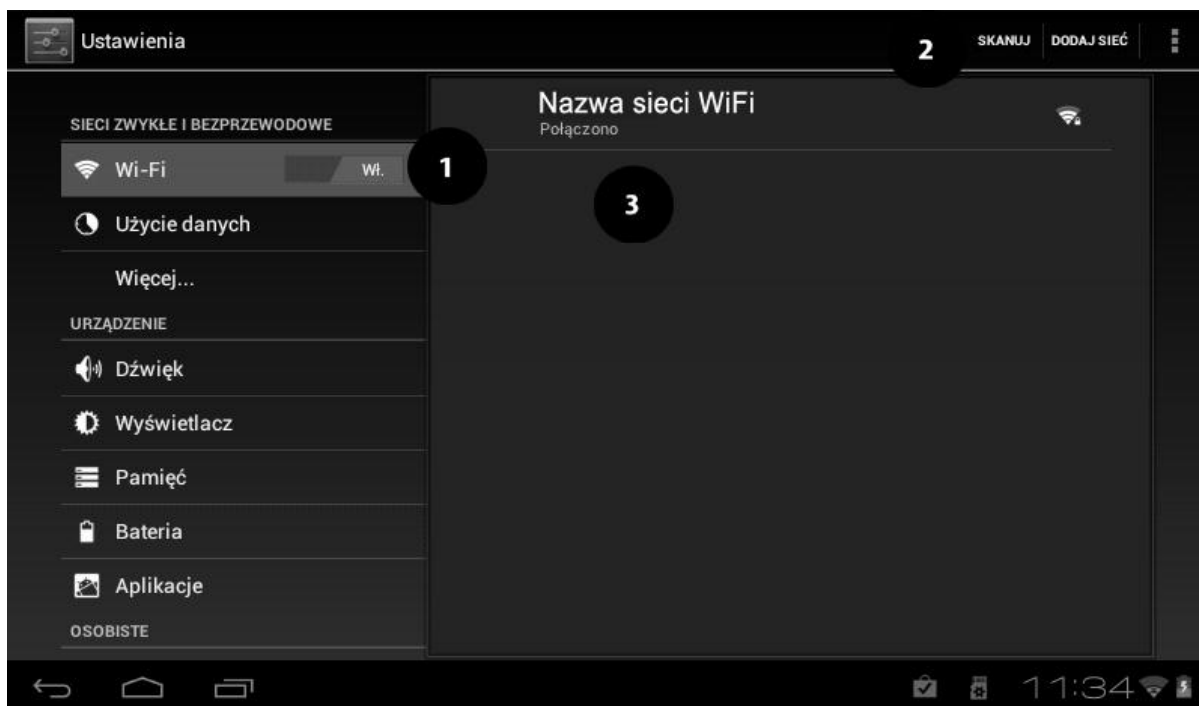 Ustawienia
2
SKANUJ
DODAJ SIEĆ
SIECI ZWYKŁE I BEZPRZEWODOWE
Wi-Fi
Wł.
1
Użycie danych
Więcej...
URZĄDZENIE
Dźwięk
Wyświetlacz
Pamięć
Bateria
Aplikacje
OSOBISTE
Nazwa sieci WiFi
Połączono
3
11:34